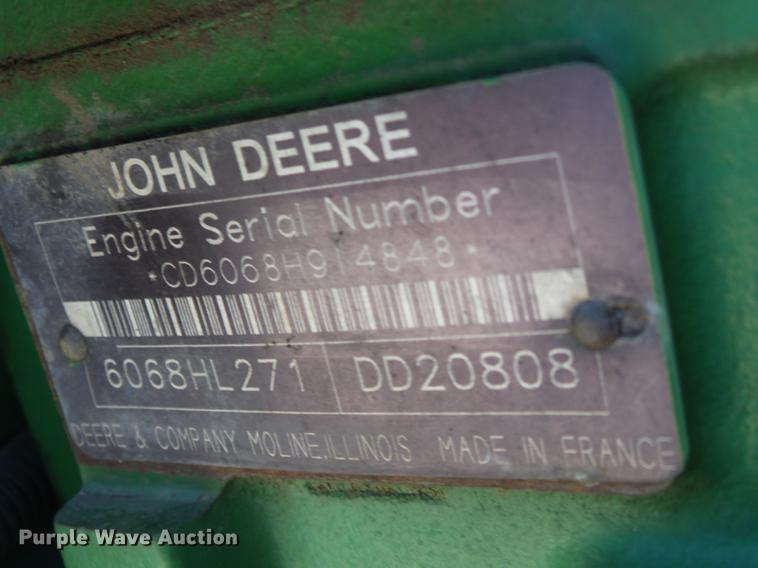 JOHN DEERE
Engine Serial Number
*CD6068H914848*
6068HL271 DD20808
DEERE & COMPANY MOLINE,ILLINOIS MADE IN FRANCE
Purple Wave Auction